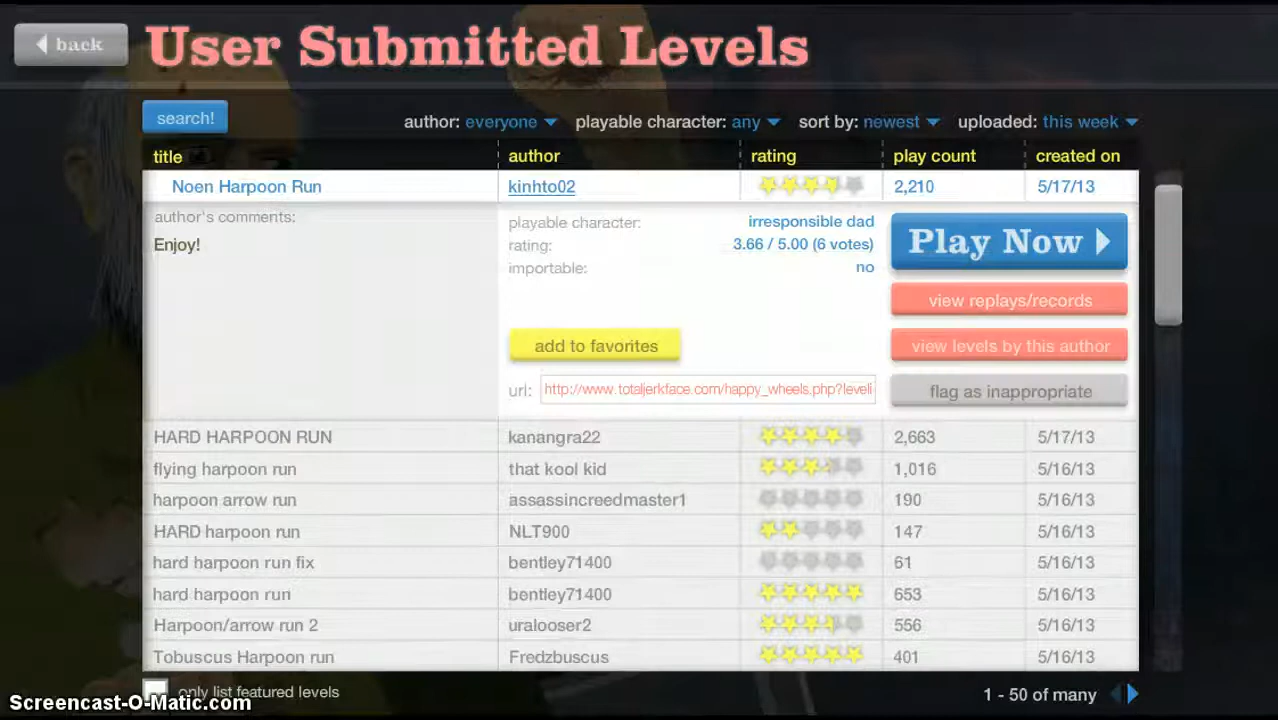 back
User Submitted Levels
search!
author: everyone playable character: any sort by: newest uploaded: this week
title author rating play count created on
Noen Harpoon Run kinhto02 2,210 5/17/13
author's comments:
Enjoy!
playable character: irresponsible dad
rating: 3.66 / 5.00 (6 votes)
importable: no
Play Now
view replays/records
add to favorites
view levels by this author
url: http://www.totaljerkface.com/happy_wheels.php?leveli
flag as inappropriate
HARD HARPOON RUN kanangra22 2,663 5/17/13
flying harpoon run that kool kid 1,016 5/16/13
harpoon arrow run assassincreedmaster1 190 5/16/13
HARD harpoon run NLT900 147 5/16/13
hard harpoon run fix bentley71400 61 5/16/13
hard harpoon run bentley71400 653 5/16/13
Harpoon/arrow run 2 uralooser2 556 5/16/13
Tobuscus Harpoon run Fredzbuscus 401 5/16/13
only list featured levels
1 - 50 of many
Screencast-O-Matic.com